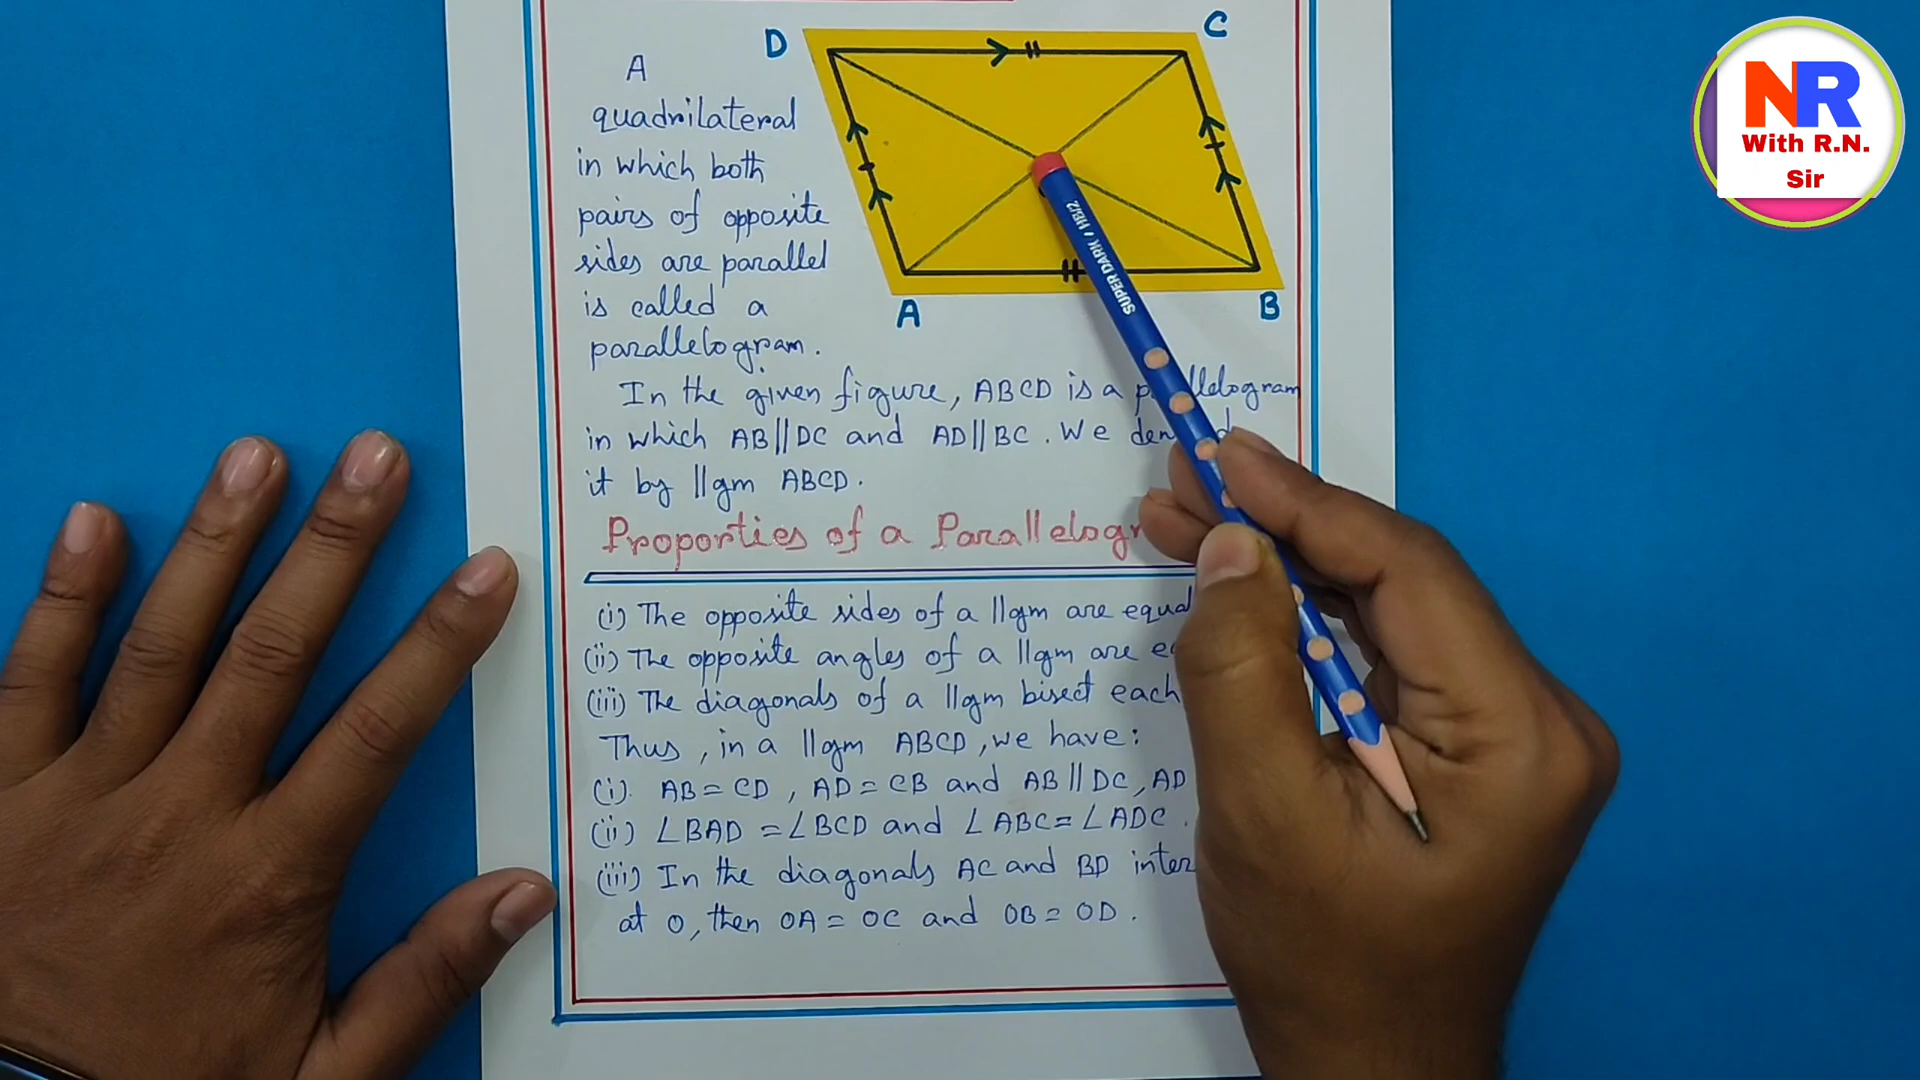 D
C
A
quadrilateral
in which both
pairs of opposite
sides are parallel
is called a
parallelogram.
A
B
In the given figure, ABCD is a
in which AB||DC and AD||BC. We
it by ||gm ABCD.
Properties of a
(i) The opposite sides of a ||gm are equal
(ii) The opposite angles of a ||gm are
(iii) The diagonals of a ||gm bisect each
Thus, in a ||gm ABCD, we have:
(i). AB = CD, AD = CB and AB || DC, AD
(ii) ∠BAD = ∠BCD and ∠ABC = ∠ADC.
(iii) In the diagonals AC and BD
at O, then OA = OC and OB = OD.
SUPER DARK / HB/2
NR
With R.N.
Sir